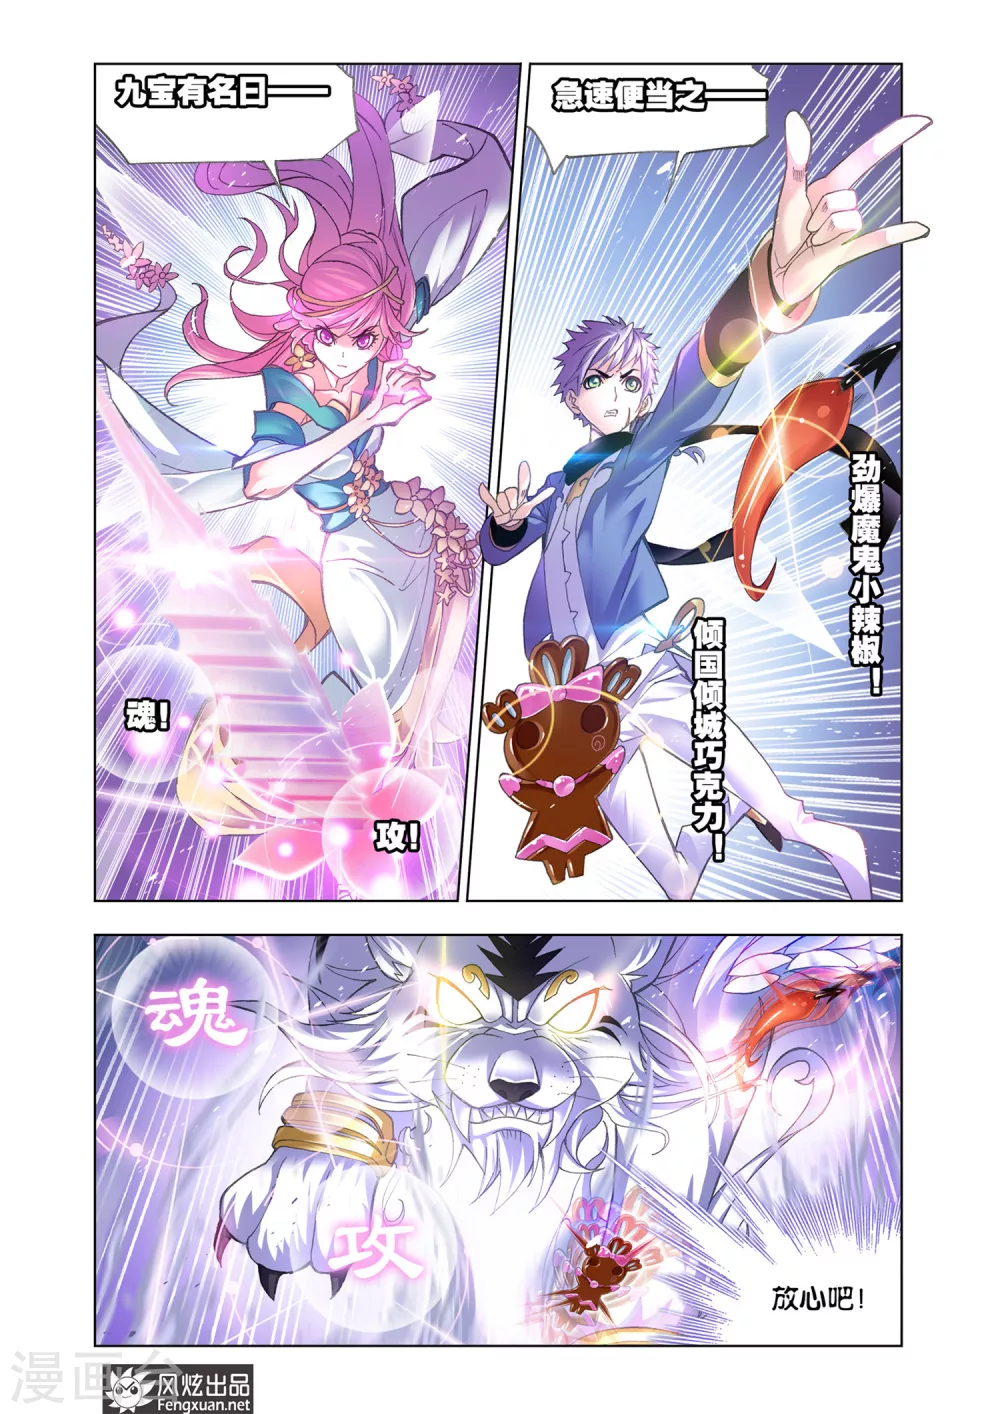 九宝有名曰——
急速便当之——
劲爆魔鬼小辣椒！
倾国倾城巧克力！
魂！
攻！
魂
攻
放心吧！
漫画台
风炫出品
Fengxuan.net